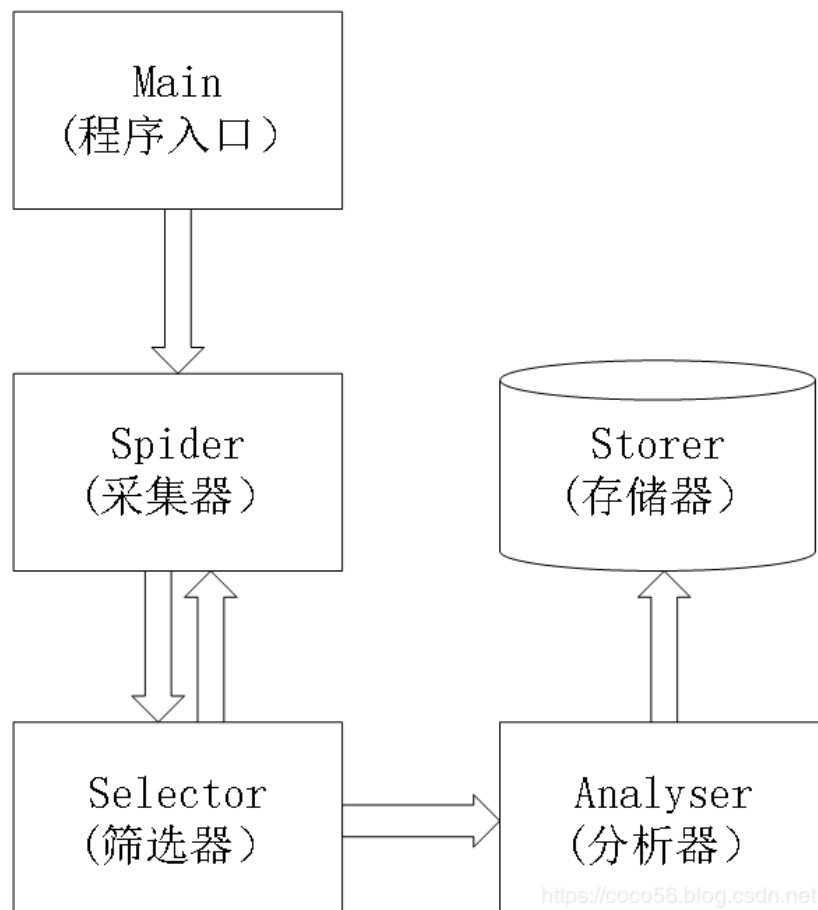 Main
(程序入口）
Spider
(采集器）
Storer
(存储器）
Selector
(筛选器）
Analyser
(分析器）
https://coco56.blog.csdn.net